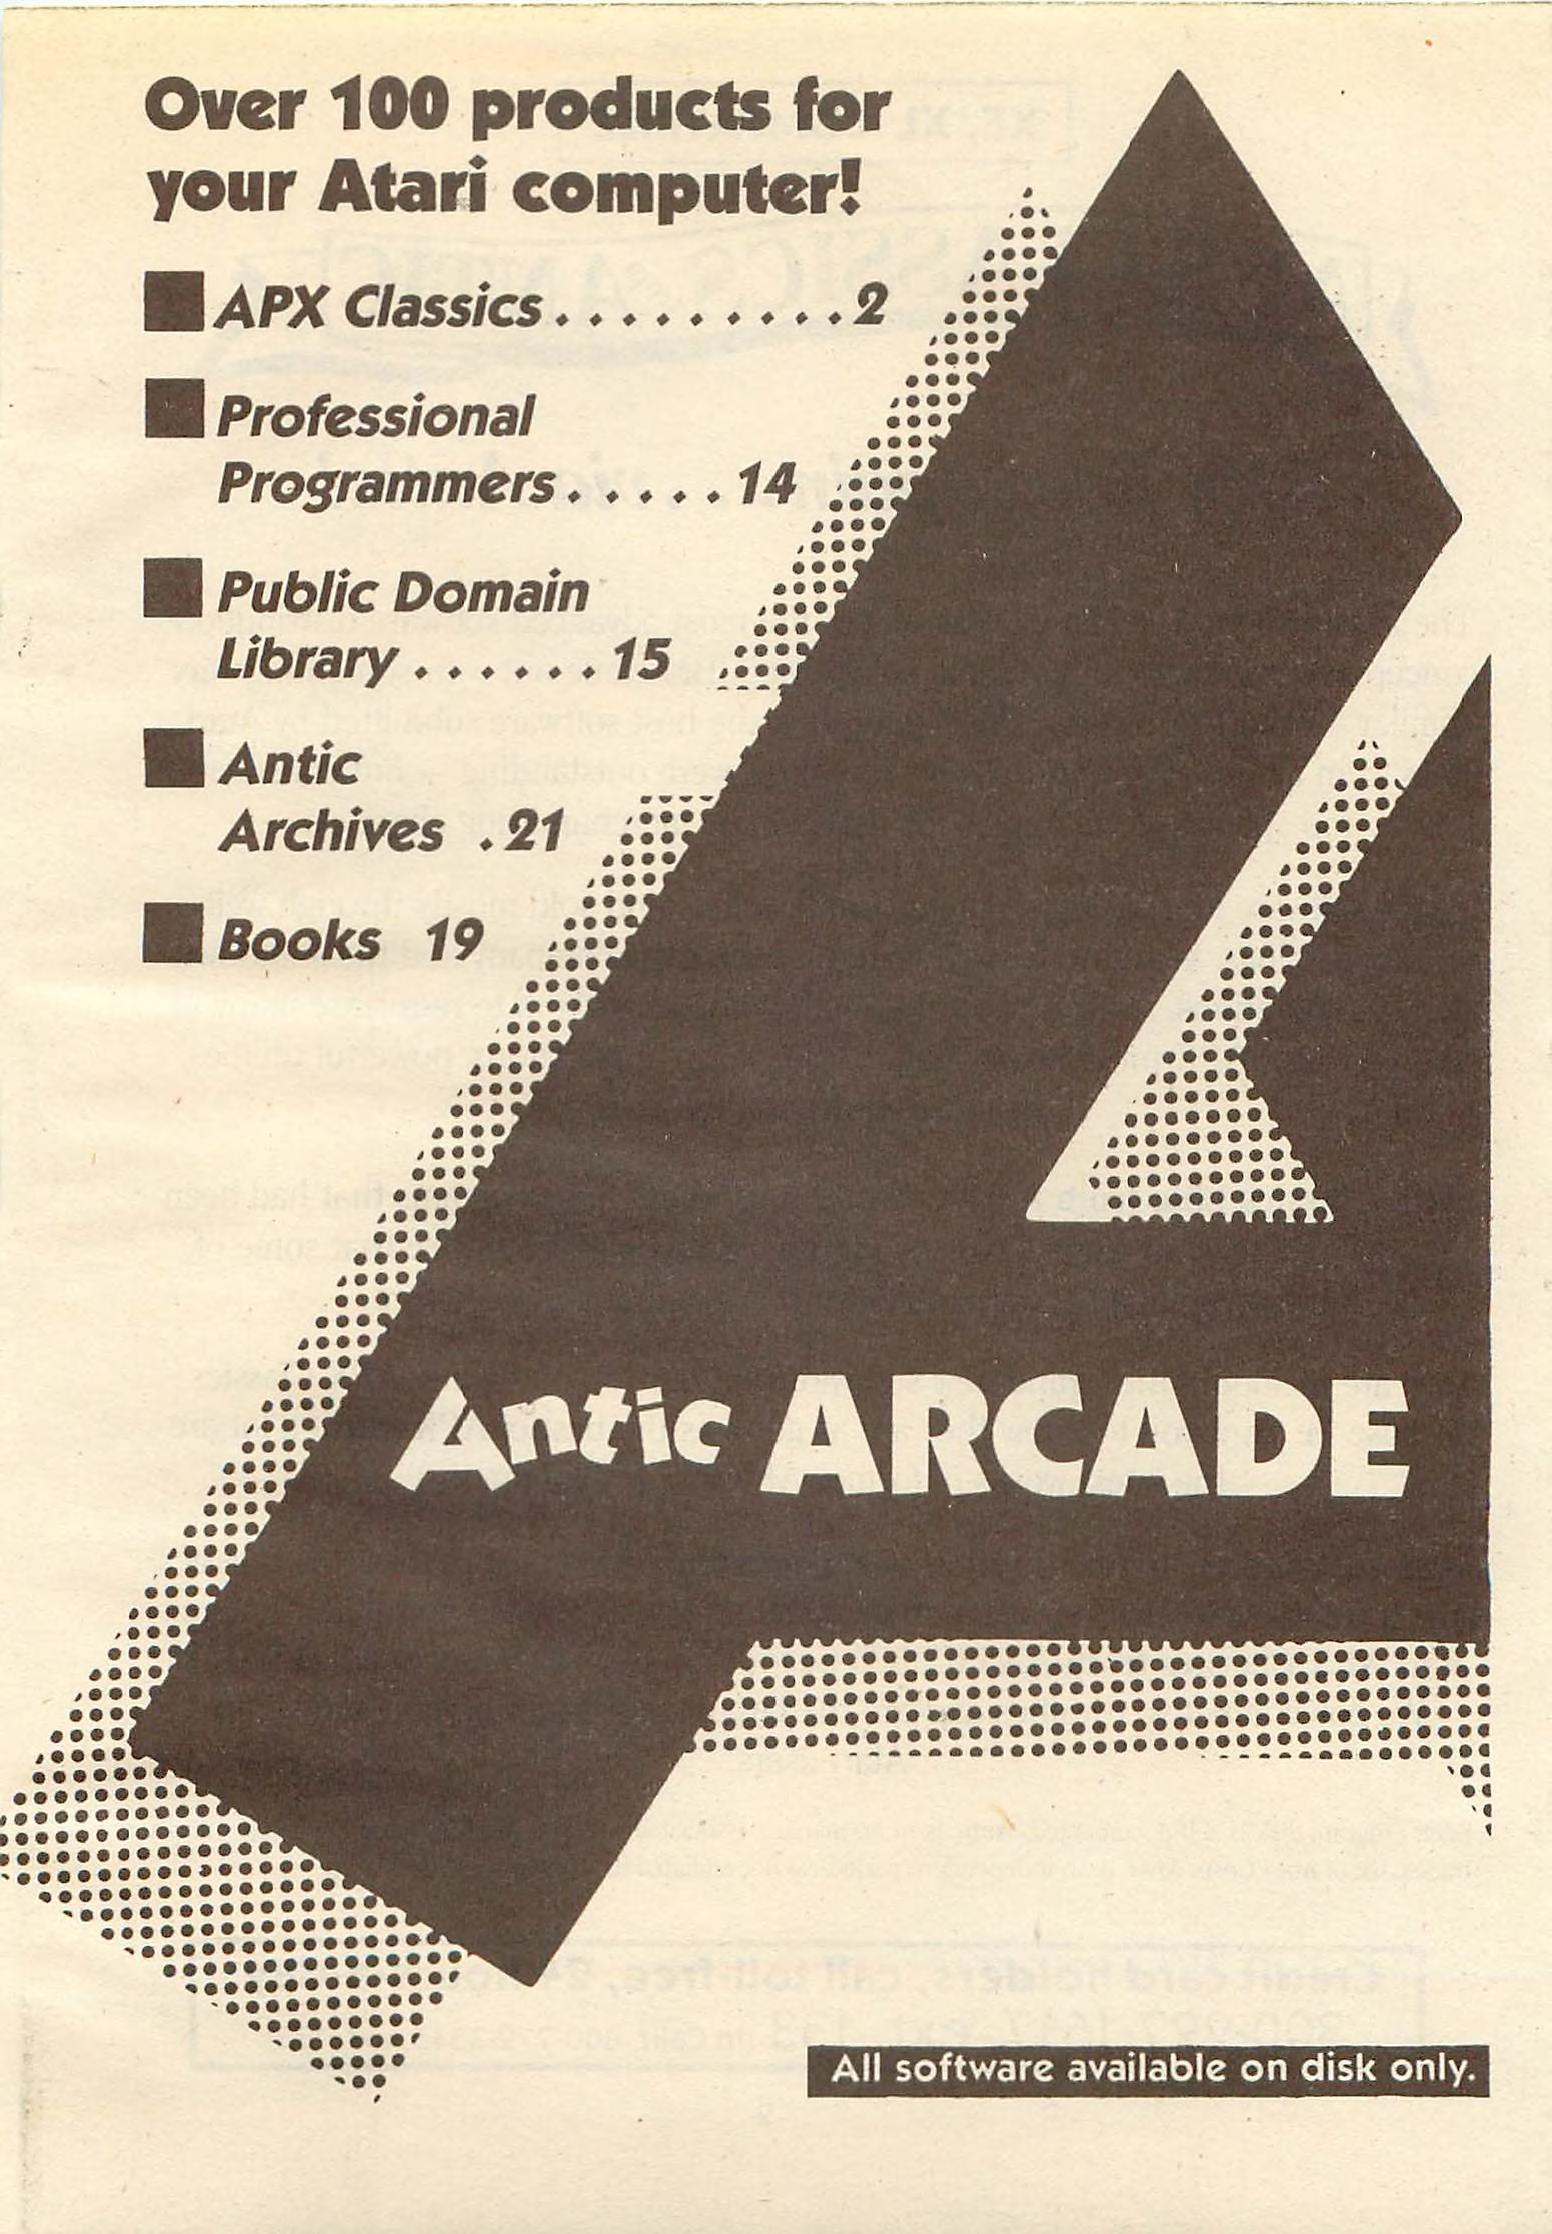 Over 100 products for
your Atari computer!
APX Classics.........2
Professional
Programmers.....14
Public Domain
Library......15
Antic
Archives .21
Books 19
Antic ARCADE
All software available on disk only.